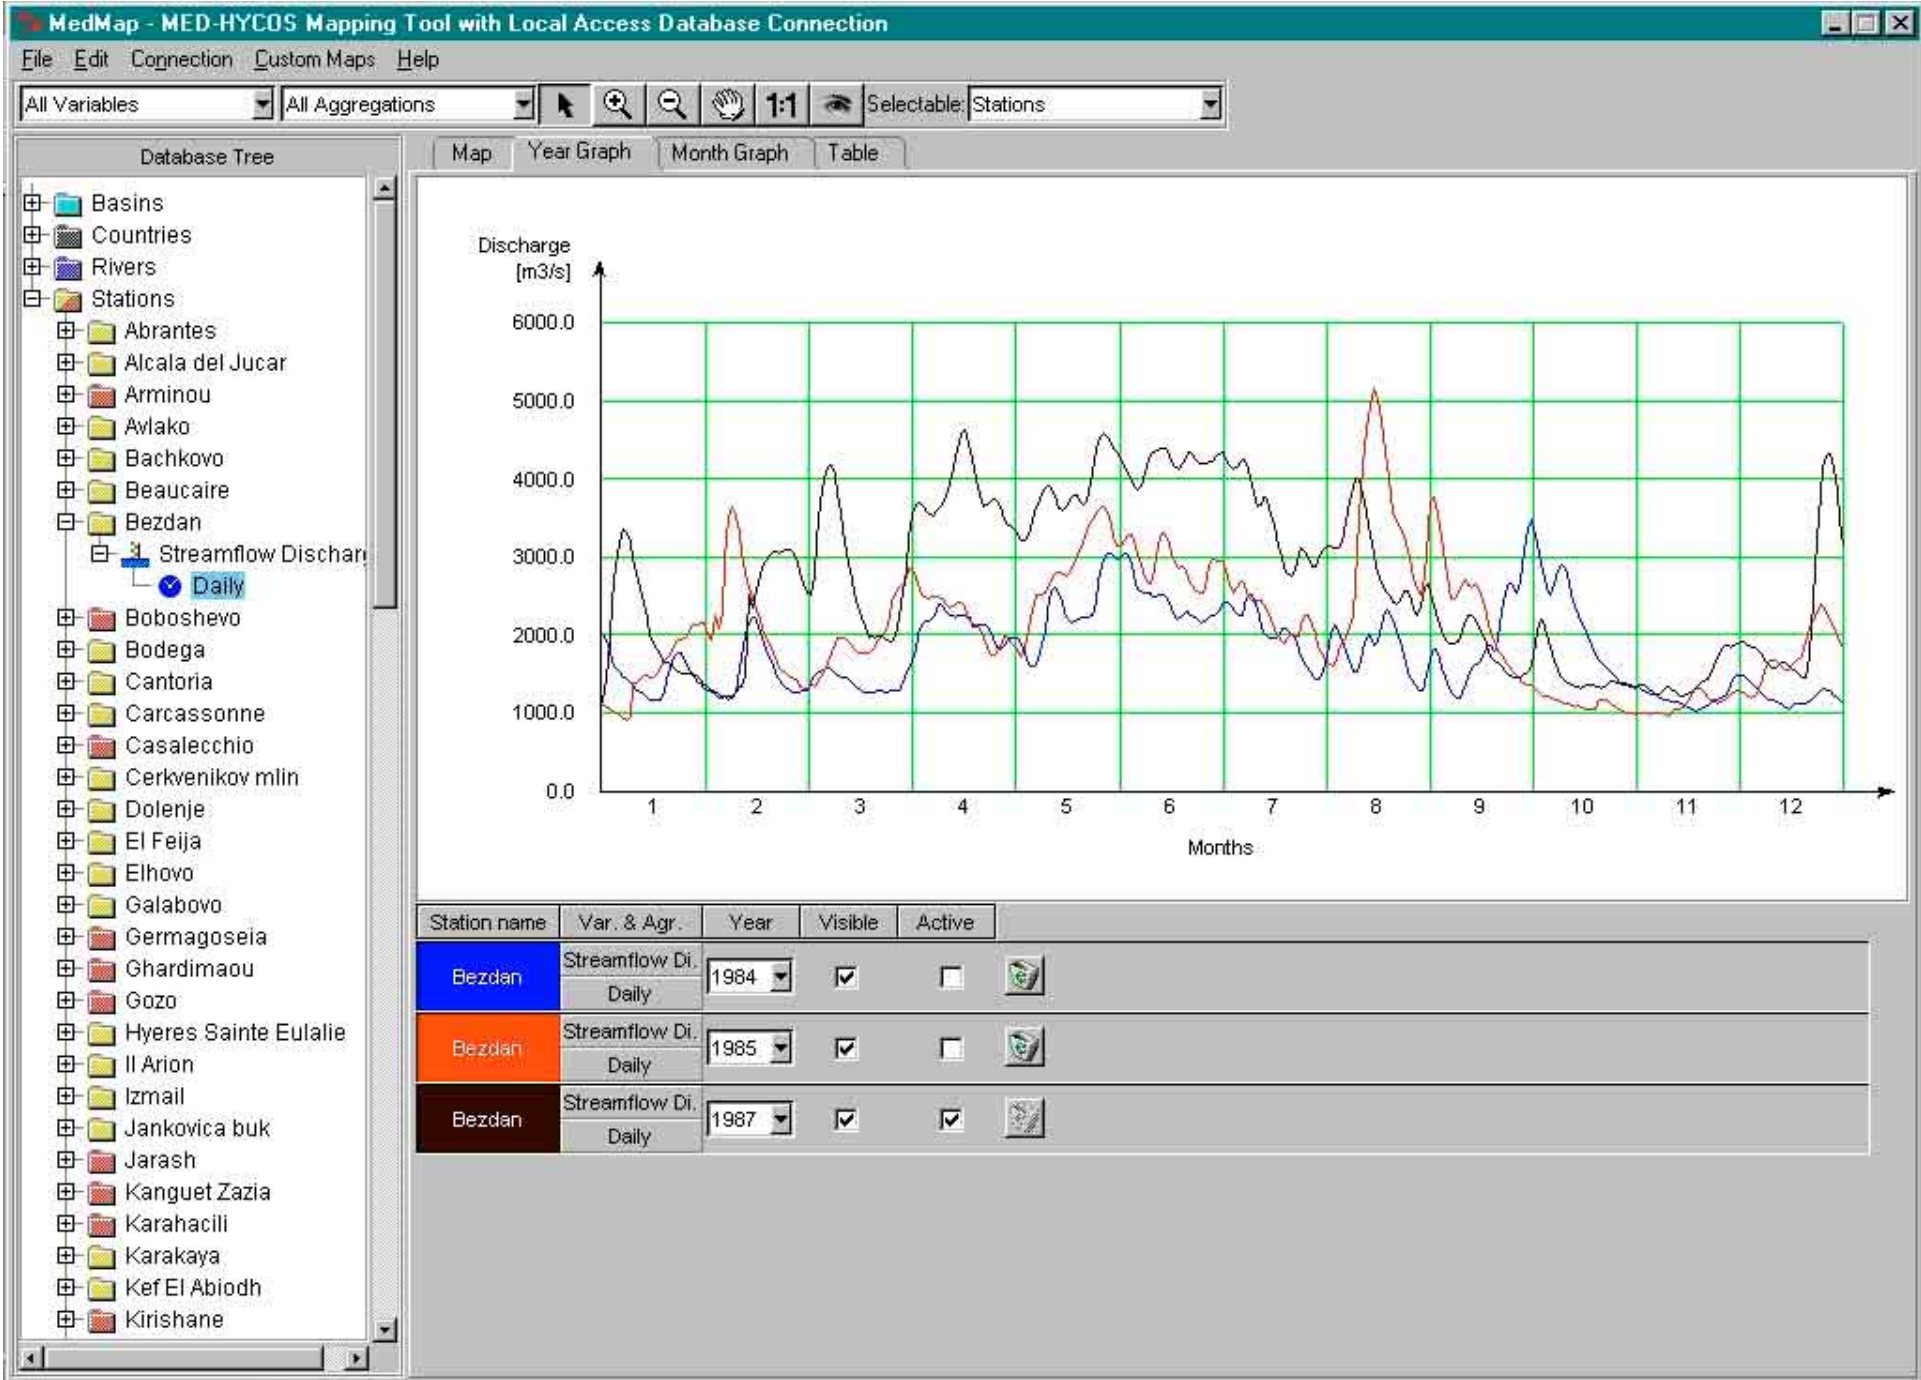 MedMap - MED-HYCOS Mapping Tool with Local Access Database Connection
File Edit Connection Custom Maps Help
All Variables All Aggregations 1:1 Selectable: Stations
Database Tree
Basins
Countries
Rivers
Stations
Abrantes
Alcala del Jucar
Arminou
Avlako
Bachkovo
Beaucaire
Bezdan
Streamflow Dischar
Daily
Boboshevo
Bodega
Cantoria
Carcassonne
Casalecchio
Cerkvenikov mlin
Dolenje
El Feija
Elhovo
Galabovo
Germagoseia
Ghardimaou
Gozo
Hyeres Sainte Eulalie
Il Arion
Izmail
Jankovica buk
Jarash
Kanguet Zazia
Karahacili
Karakaya
Kef El Abiodh
Kirishane
Map Year Graph Month Graph Table
Discharge
[m3/s]
6000.0
5000.0
4000.0
3000.0
2000.0
1000.0
0.0
1 2 3 4 5 6 7 8 9 10 11 12
Months
Station name Var. & Agr. Year Visible Active
Bezdan Streamflow Di. 1984
Daily
Bezdan Streamflow Di. 1985
Daily
Bezdan Streamflow Di. 1987
Daily